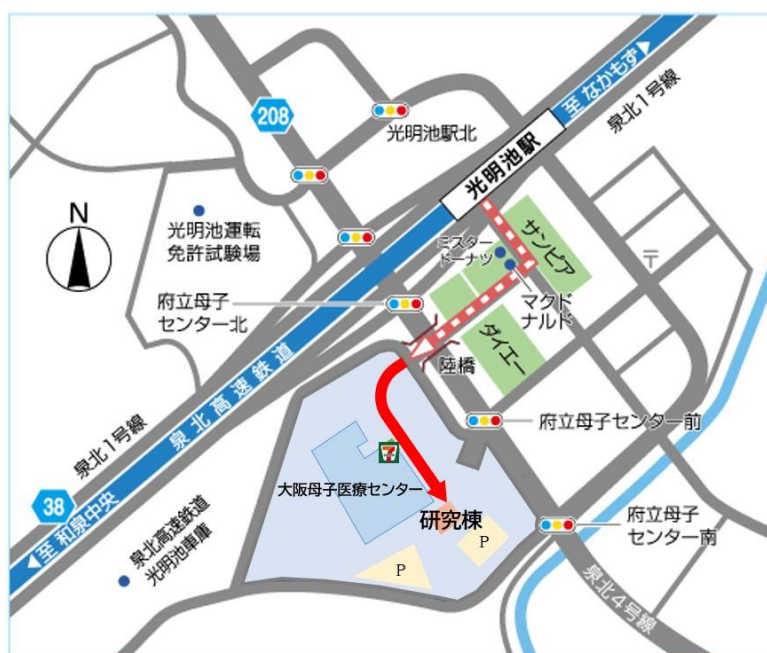 至 なかもず
泉北1号線
208
光明池駅北
光明池駅
N
光明池運転
免許試験場
ミスター
ドーナツ
サンピア
〒
マクド
ナルド
府立母子
センター北
ダイエー
陸橋
泉北高速鉄道
府立母子センター前
泉北1号線
7
大阪母子医療センター
38
至 和泉中央
研究棟
府立母子
センター南
泉北高速鉄道
光明池車庫
P
P
泉北4号線